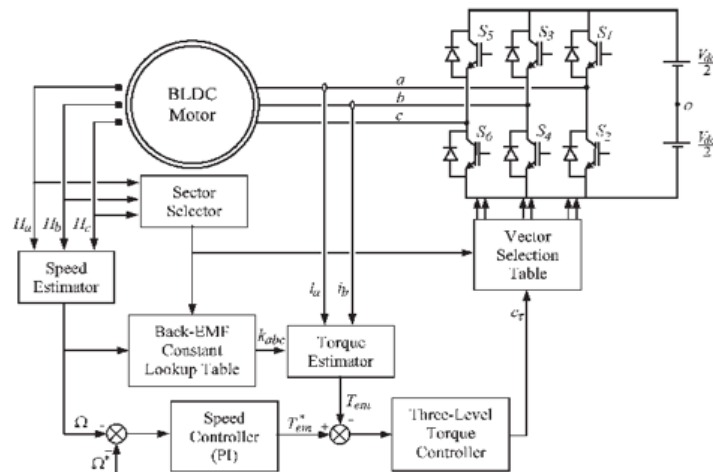 S5 S3 S1
Vdc/2
a
BLDC
Motor
b
o
c
S6 S4 S2
Vdc/2
Sector
Selector
Ha Hb Hc
Speed
Estimator
Vector
Selection
Table
ia ib
cτ
Back-EMF
Constant
Lookup Table
kabc
Torque
Estimator
Tem
Ω -
Speed
Controller
(PI)
T*em + -
Three-Level
Torque
Controller
Ω*